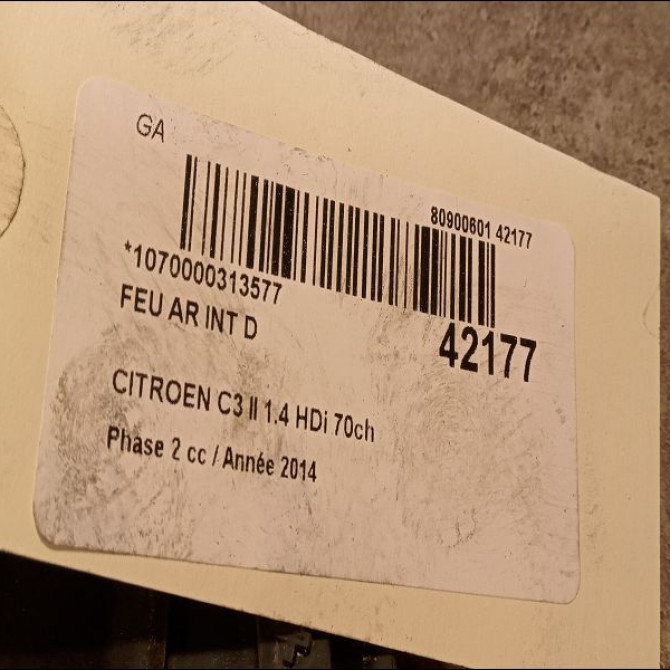 GA
80900601 42177
*1070000313577
FEU AR INT D
42177
CITROEN C3 II 1.4 HDi 70ch
Phase 2 cc / Année 2014